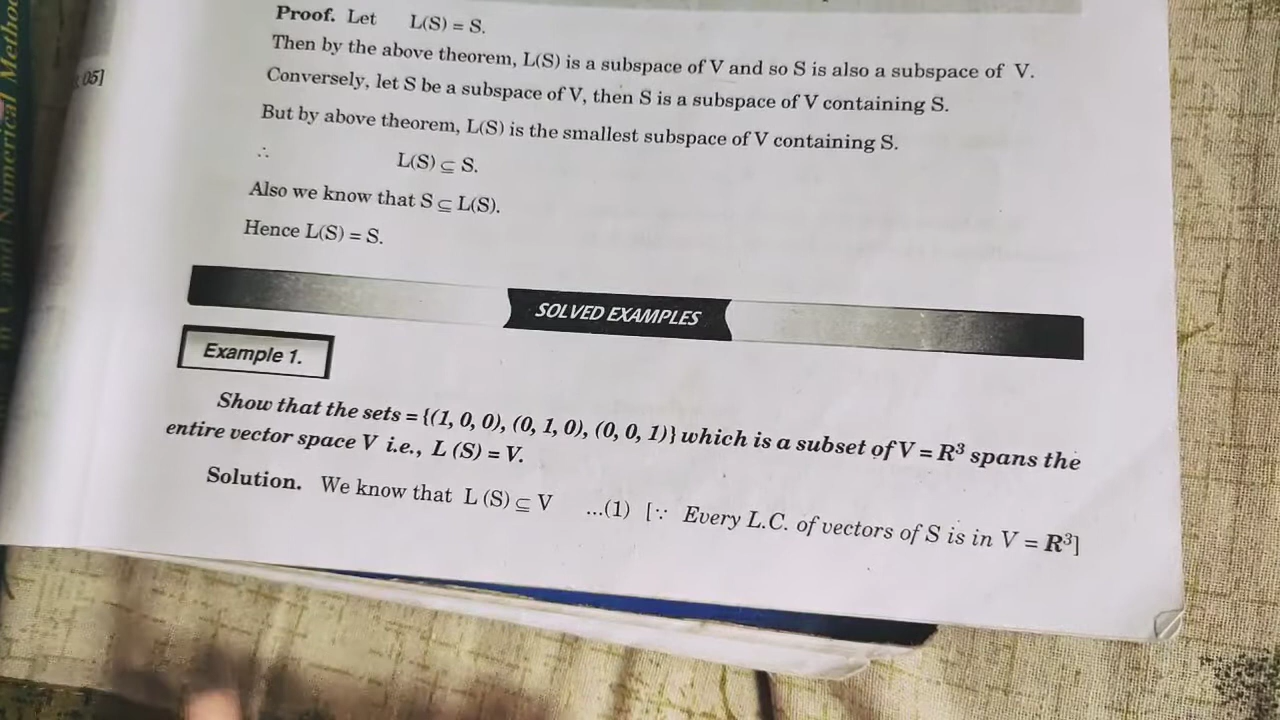 Proof. Let L(S) = S.
Then by the above theorem, L(S) is a subspace of V and so S is also a subspace of V.
Conversely, let S be a subspace of V, then S is a subspace of V containing S.
But by above theorem, L(S) is the smallest subspace of V containing S.
∴ L(S) ⊆ S.
Also we know that S ⊆ L(S).
Hence L(S) = S.
SOLVED EXAMPLES
Example 1.
Show that the sets = {(1, 0, 0), (0, 1, 0), (0, 0, 1)} which is a subset of V = R³ spans the
entire vector space V i.e., L (S) = V.
Solution. We know that L (S) ⊆ V ...(1) [∵ Every L.C. of vectors of S is in V = R³]
05]
and Numerical